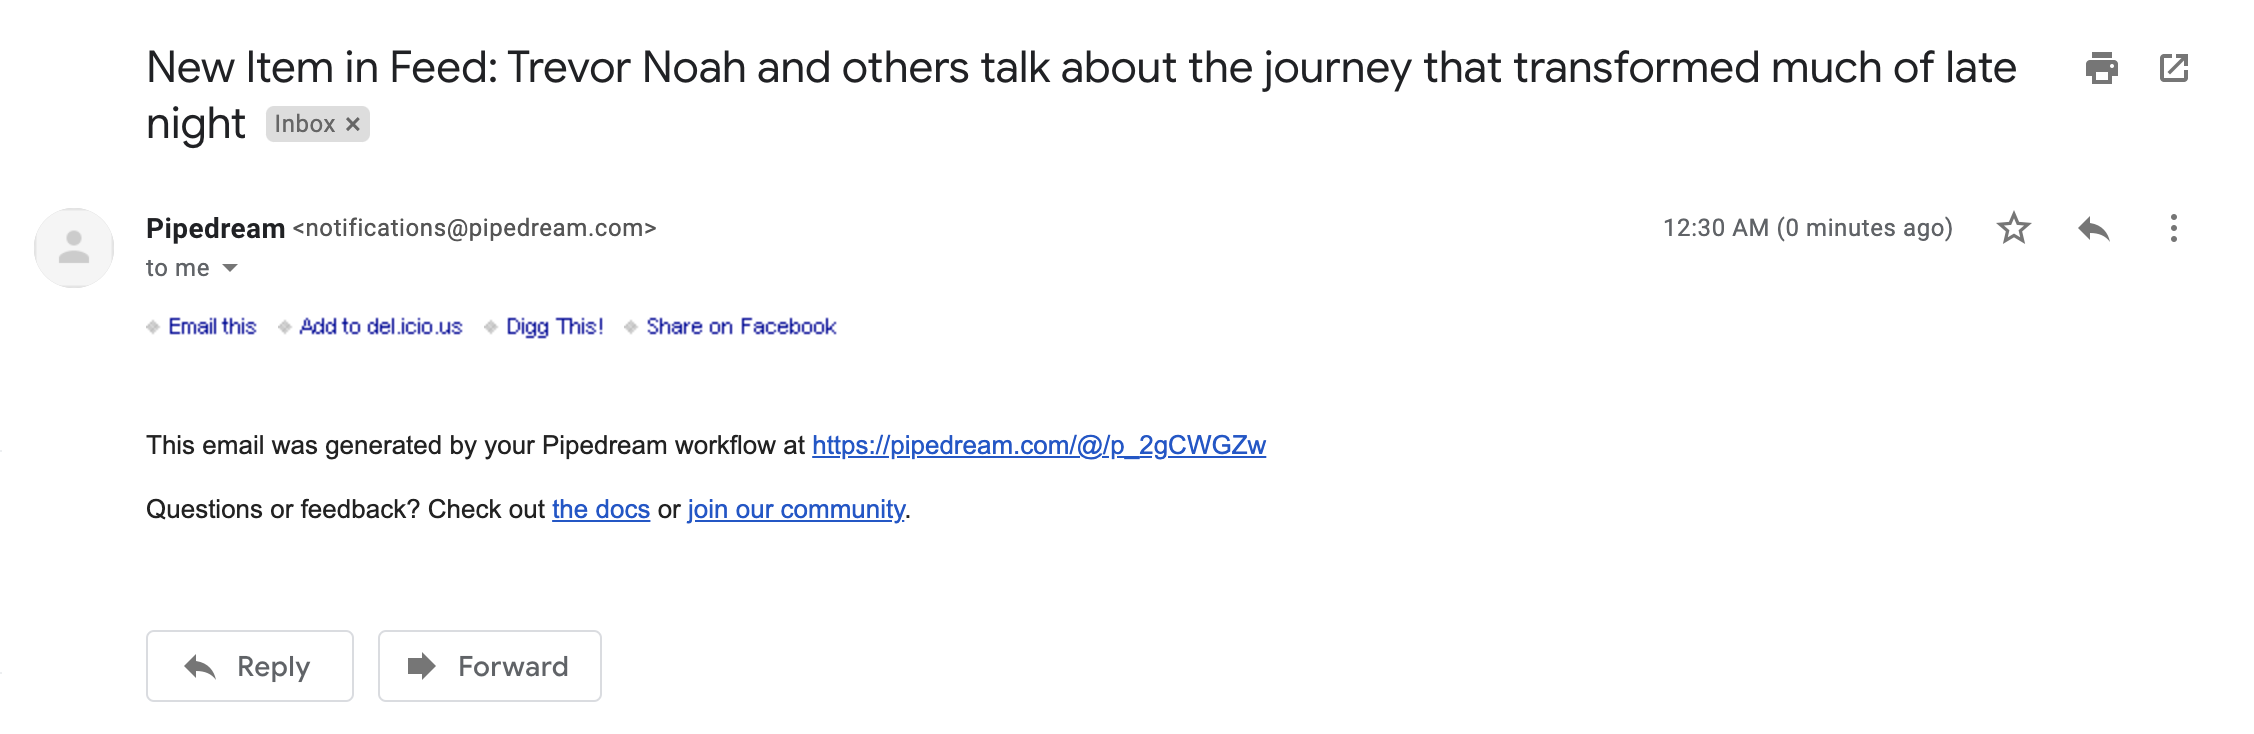 New Item in Feed: Trevor Noah and others talk about the journey that transformed much of late
night Inbox ×
Pipedream <notifications@pipedream.com> 12:30 AM (0 minutes ago)
to me
Email this Add to del.icio.us Digg This! Share on Facebook
This email was generated by your Pipedream workflow at https://pipedream.com/@/p_2gCWGZw
Questions or feedback? Check out the docs or join our community.
Reply Forward